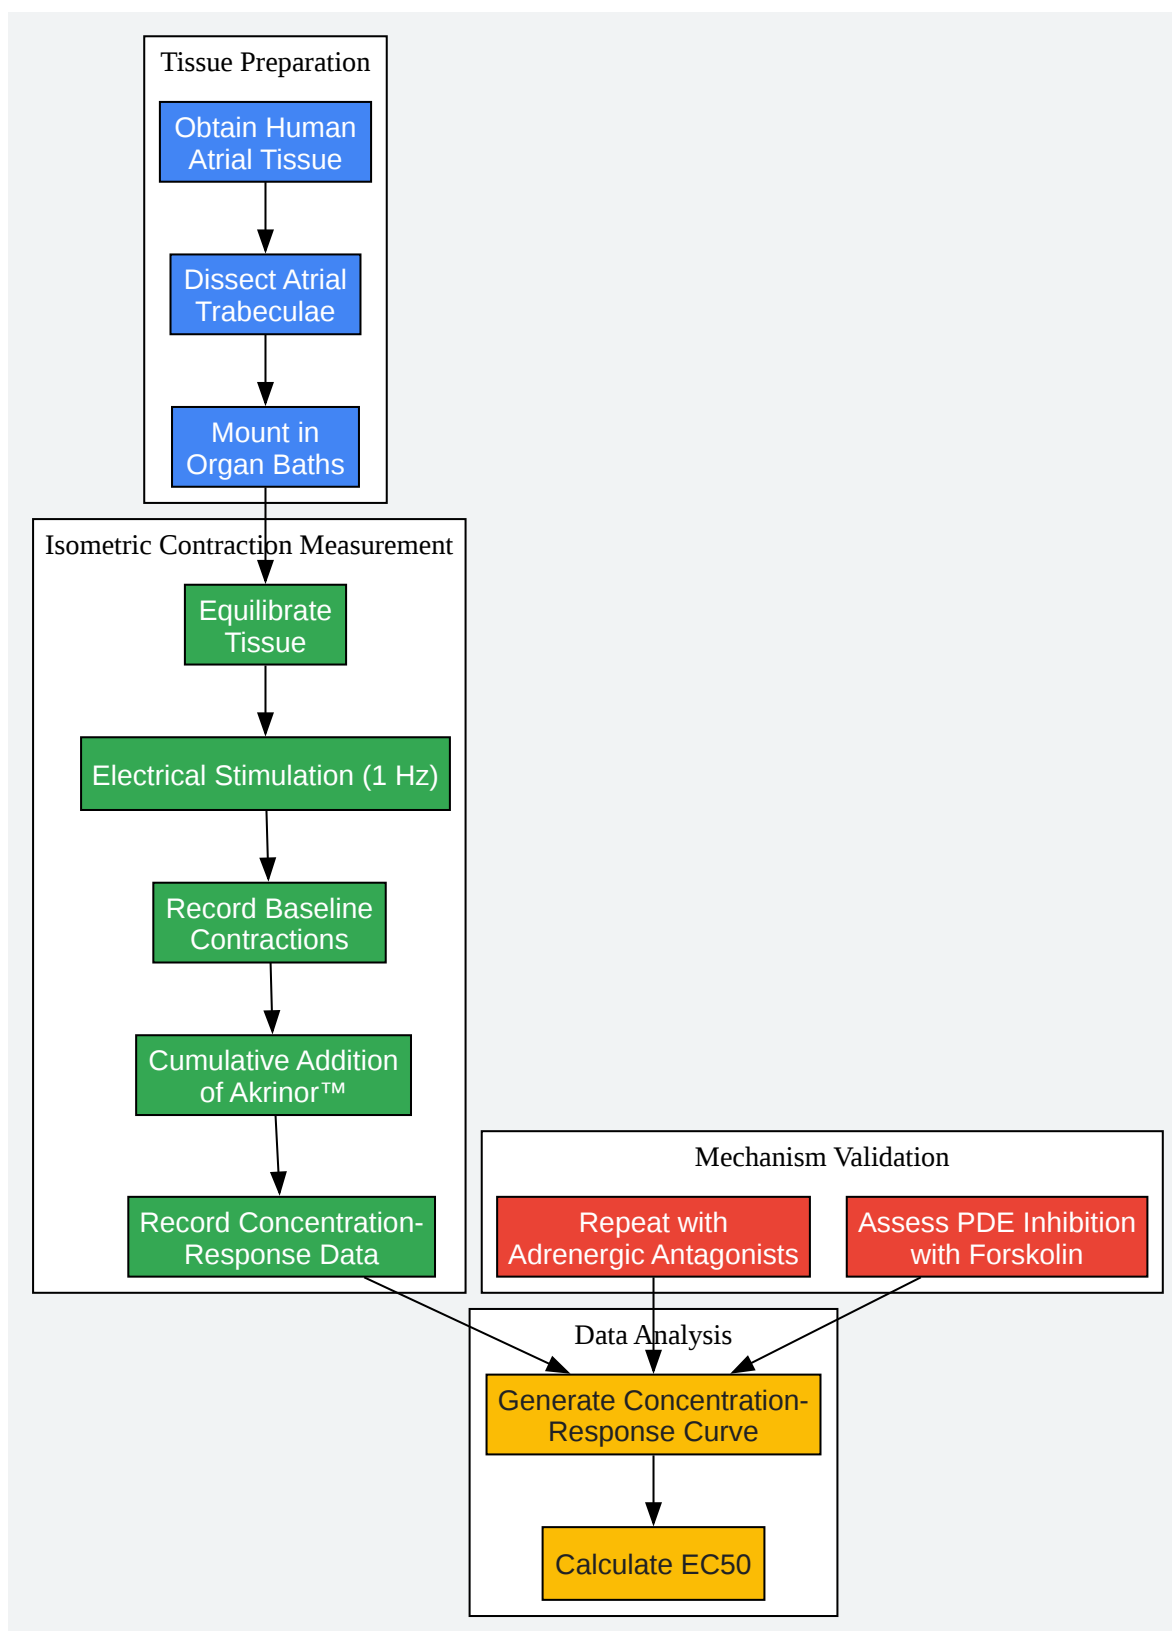 Tissue Preparation
Obtain Human
Atrial Tissue
Dissect Atrial
Trabeculae
Mount in
Organ Baths
Isometric Contraction Measurement
Equilibrate
Tissue
Electrical Stimulation (1 Hz)
Record Baseline
Contractions
Cumulative Addition
of Akrinor™
Record Concentration-
Response Data
Mechanism Validation
Repeat with
Adrenergic Antagonists
Assess PDE Inhibition
with Forskolin
Data Analysis
Generate Concentration-
Response Curve
Calculate EC50